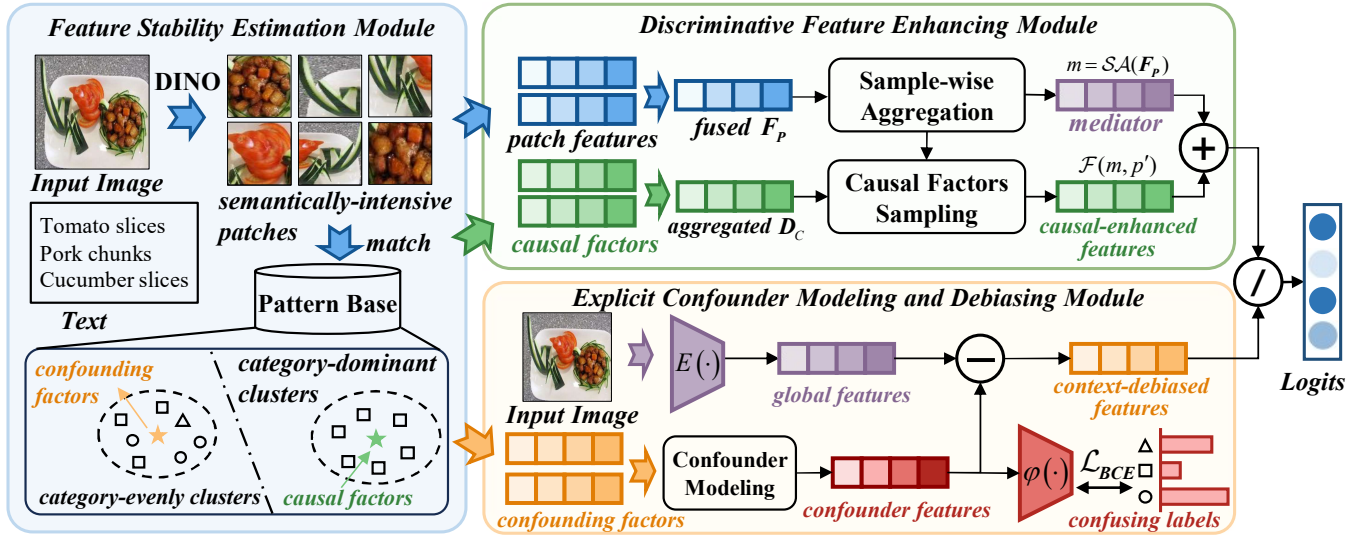 Feature Stability Estimation Module
DINO
Input Image
semantically-intensive
patches
match
Tomato slices
Pork chunks
Cucumber slices
Text
Pattern Base
confounding
factors
category-dominant
clusters
category-evenly clusters
causal factors
Discriminative Feature Enhancing Module
patch features
fused F_P
Sample-wise
Aggregation
m = SA(F_P)
mediator
causal factors
aggregated D_C
Causal Factors
Sampling
F(m, p′)
causal-enhanced
features
+
Explicit Confounder Modeling and Debiasing Module
Input Image
E(·)
global features
−
context-debiased
features
confounding factors
Confounder
Modeling
confounder features
φ(·)
ℒ_BCE
confusing labels
/
Logits